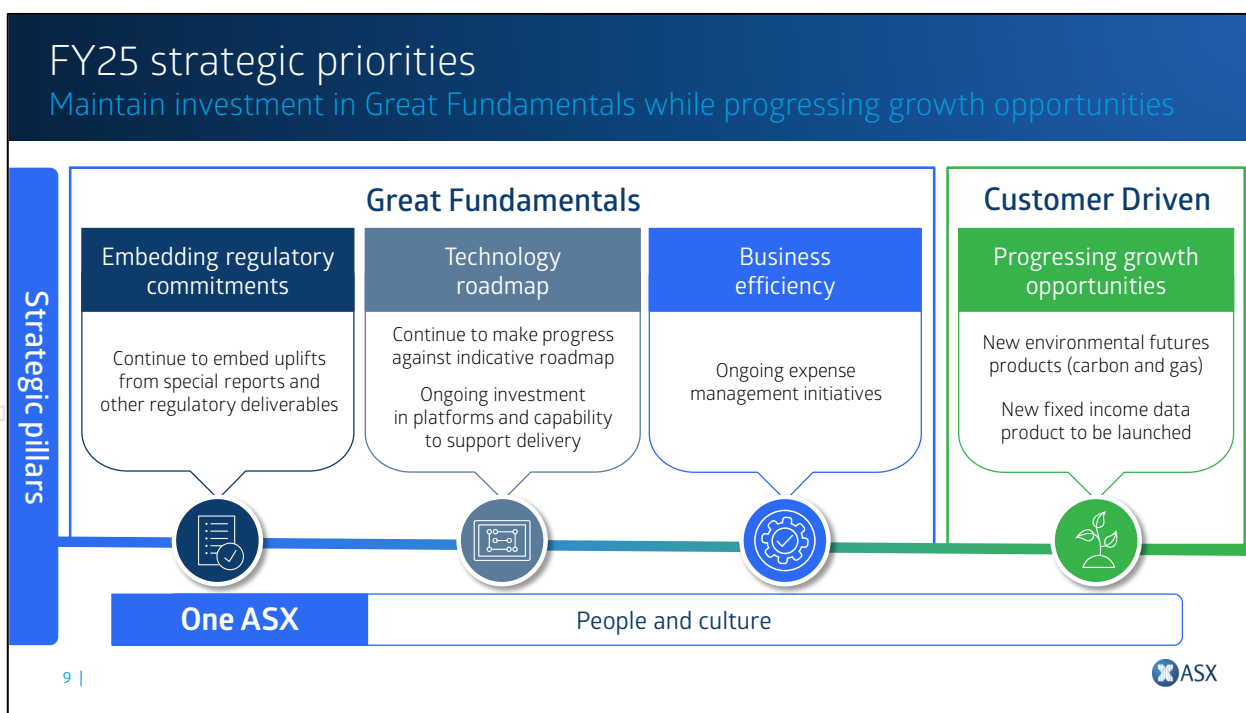 FY25 strategic priorities
Maintain investment in Great Fundamentals while progressing growth opportunities
Strategic pillars
Great Fundamentals
Embedding regulatory
commitments
Continue to embed uplifts
from special reports and
other regulatory deliverables
Technology
roadmap
Continue to make progress
against indicative roadmap
Ongoing investment
in platforms and capability
to support delivery
Business
efficiency
Ongoing expense
management initiatives
Customer Driven
Progressing growth
opportunities
New environmental futures
products (carbon and gas)
New fixed income data
product to be launched
One ASX
People and culture
9 |
ASX